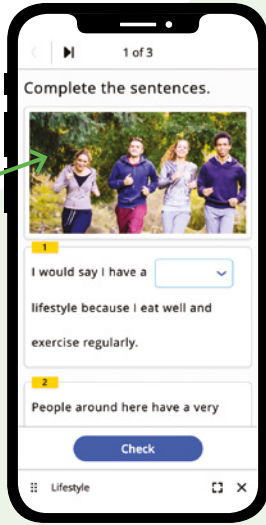 1 of 3
Complete the sentences.
1
I would say I have a
lifestyle because I eat well and
exercise regularly.
2
People around here have a very
Check
Lifestyle